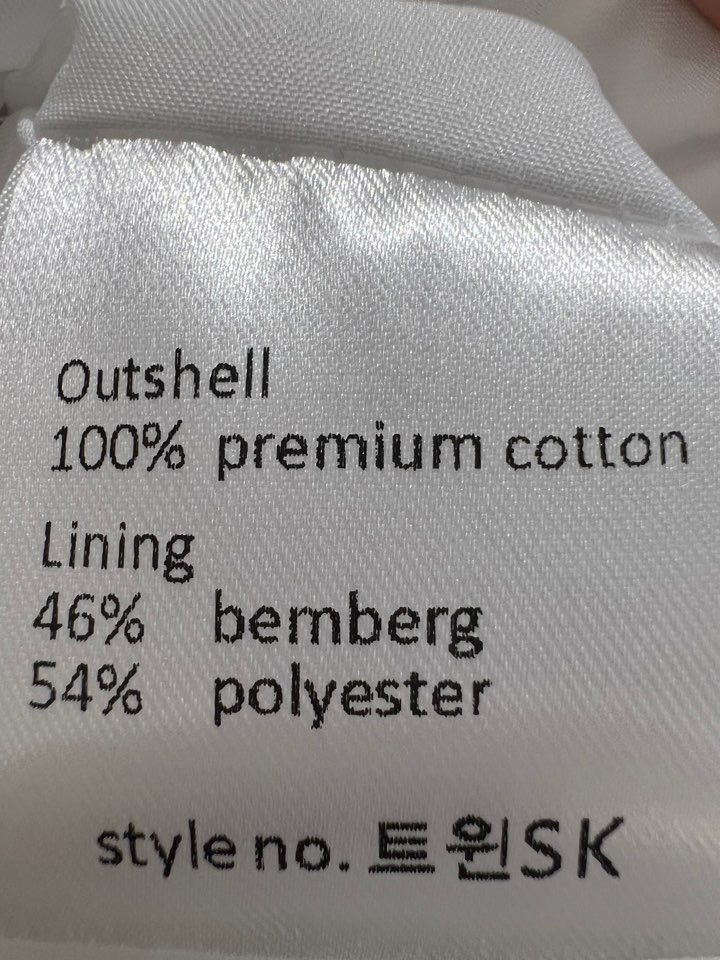 Outshell
100% premium cotton
Lining
46% bemberg
54% polyester
style no. 트윈SK